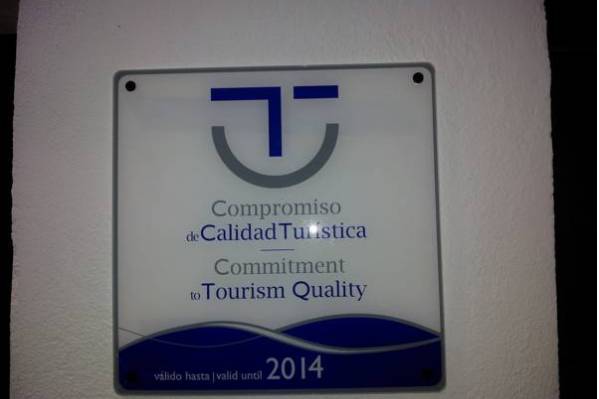 Compromiso
de Calidad Turística
Commitment
to Tourism Quality
válido hasta | valid until 2014